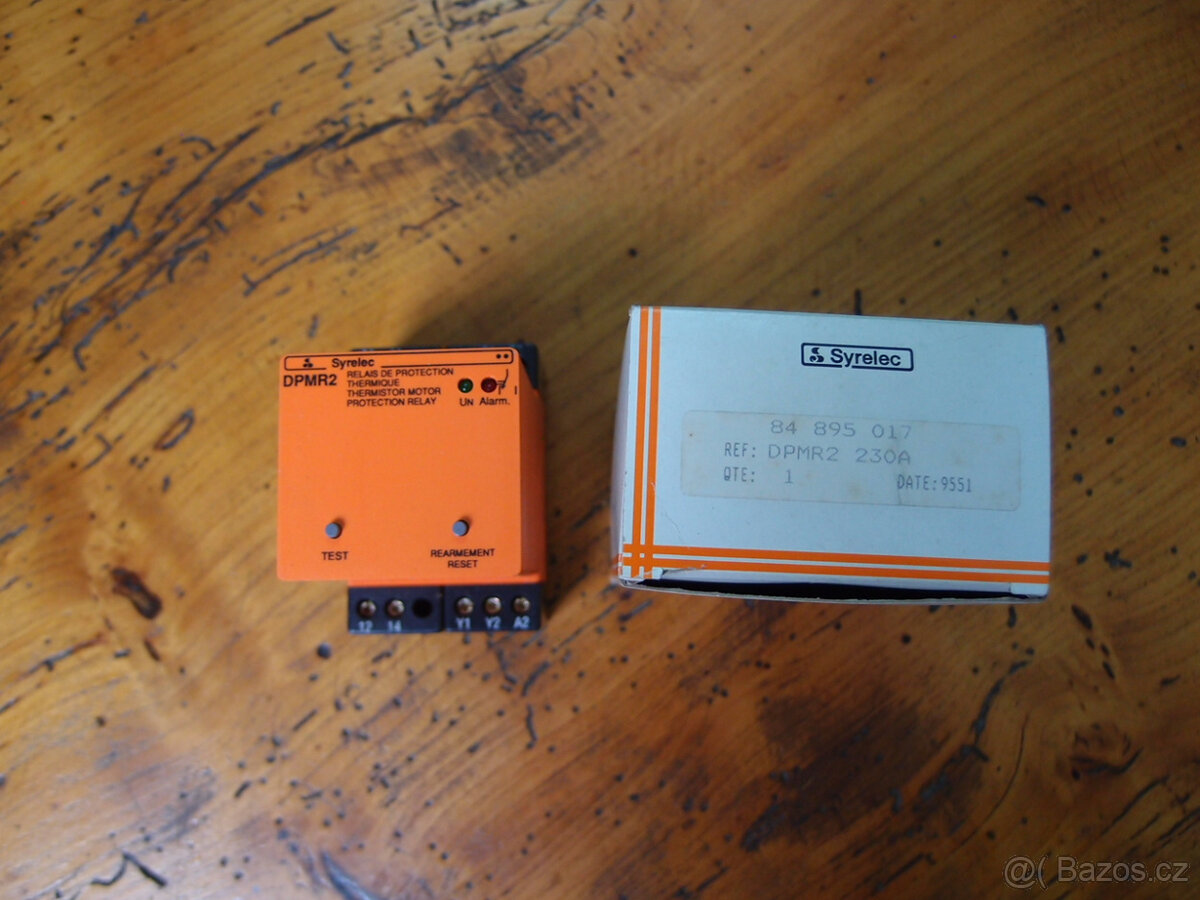 Syrelec
DPMR2
RELAIS DE PROTECTION
THERMIQUE
THERMISTOR MOTOR
PROTECTION RELAY
UN Alarm.
TEST
REARMEMENT
RESET
12 14 Y1 Y2 A2
Syrelec
84 895 017
REF: DPMR2 230A
QTE: 1 DATE:9551
@( Bazos.cz